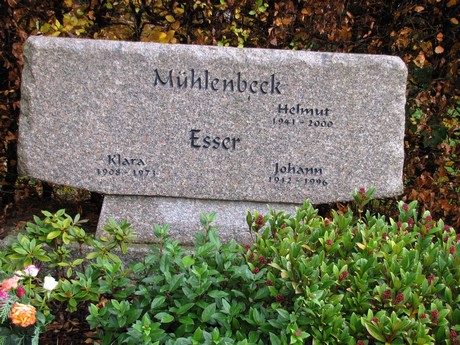 Mühlenbeck
Helmut
1941 - 2000
Esser
Klara
1908 - 1971
Johann
1912 - 1996